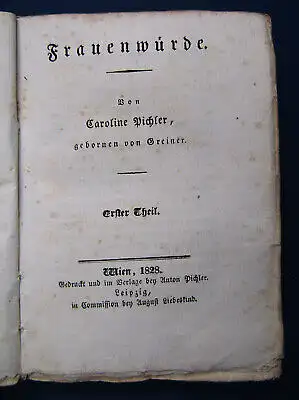 Frauenwürde.
Von
Caroline Pichler,
gebornen von Greiner.
Erster Theil.
Wien, 1828.
Gedruckt und im Verlage bey Anton Pichler.
Leipzig,
in Commission bey August Liebeskind.